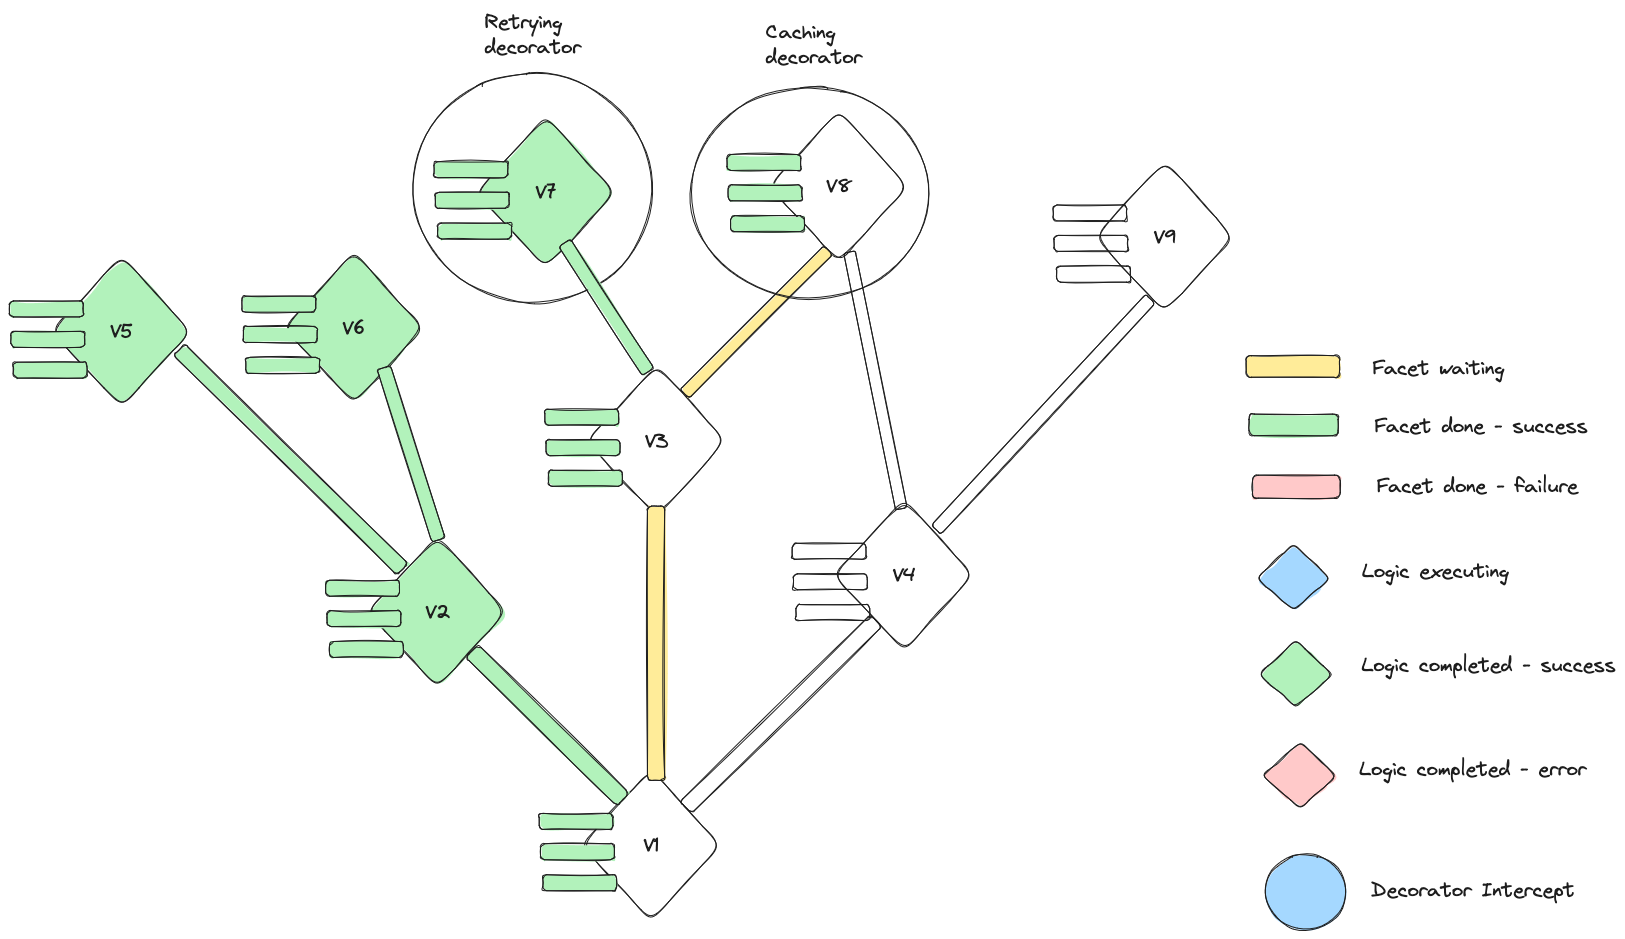 Retrying
decorator
Caching
decorator
V7
V8
V9
V5
V6
V3
V4
V2
V1
Facet waiting
Facet done - success
Facet done - failure
Logic executing
Logic completed - success
Logic completed - error
Decorator Intercept